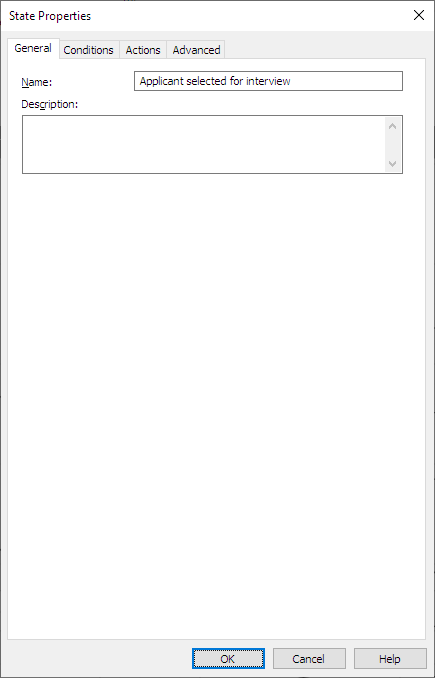 State Properties
General Conditions Actions Advanced
Name: Applicant selected for interview
Description:
OK Cancel Help